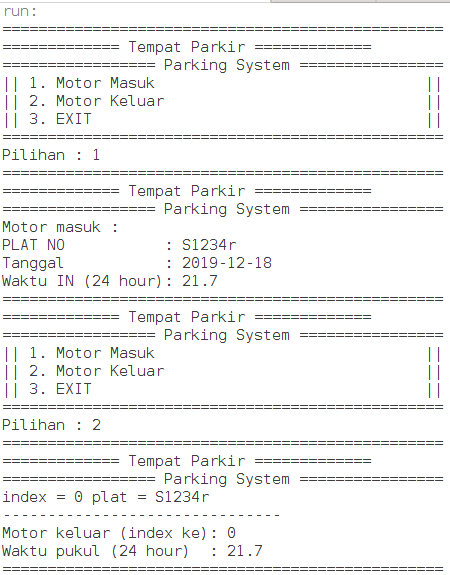 run:
=================================================
============= Tempat Parkir =============
================= Parking System ================
|| 1. Motor Masuk                              ||
|| 2. Motor Keluar                             ||
|| 3. EXIT                                     ||
=================================================
Pilihan : 1
=================================================
============= Tempat Parkir =============
================= Parking System ================
Motor masuk :
PLAT NO           : S1234r
Tanggal           : 2019-12-18
Waktu IN (24 hour): 21.7
=================================================
============= Tempat Parkir =============
================= Parking System ================
|| 1. Motor Masuk                              ||
|| 2. Motor Keluar                             ||
|| 3. EXIT                                     ||
=================================================
Pilihan : 2
=================================================
============= Tempat Parkir =============
================= Parking System ================
index = 0 plat = S1234r
-------------------------------
Motor keluar (index ke): 0
Waktu pukul (24 hour)  : 21.7
=================================================